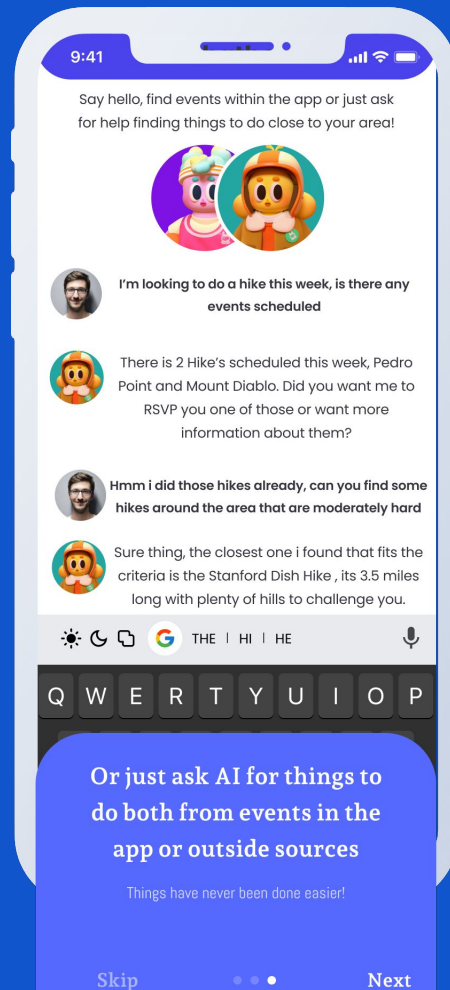 9:41
Say hello, find events within the app or just ask
for help finding things to do close to your area!
I'm looking to do a hike this week, is there any
events scheduled
There is 2 Hike's scheduled this week, Pedro
Point and Mount Diablo. Did you want me to
RSVP you one of those or want more
information about them?
Hmm i did those hikes already, can you find some
hikes around the area that are moderately hard
Sure thing, the closest one i found that fits the
criteria is the Stanford Dish Hike , its 3.5 miles
long with plenty of hills to challenge you.
G THE | HI | HE
Q W E R T Y U I O P
Or just ask AI for things to
do both from events in the
app or outside sources
Things have never been done easier!
Skip Next